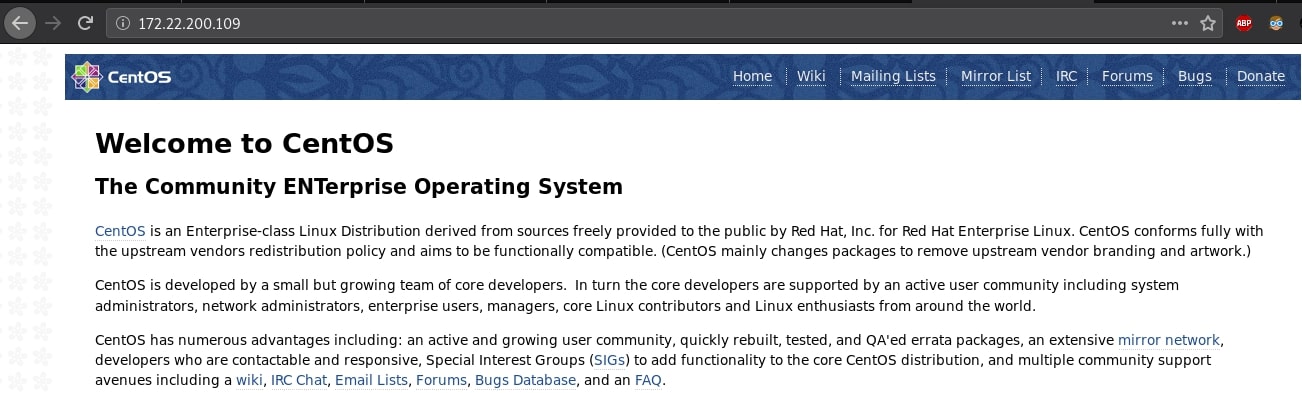 172.22.200.109
ABP
CentOS
Home Wiki Mailing Lists Mirror List IRC Forums Bugs Donate
Welcome to CentOS
The Community ENTerprise Operating System
CentOS is an Enterprise-class Linux Distribution derived from sources freely provided to the public by Red Hat, Inc. for Red Hat Enterprise Linux. CentOS conforms fully with
the upstream vendors redistribution policy and aims to be functionally compatible. (CentOS mainly changes packages to remove upstream vendor branding and artwork.)
CentOS is developed by a small but growing team of core developers.  In turn the core developers are supported by an active user community including system
administrators, network administrators, enterprise users, managers, core Linux contributors and Linux enthusiasts from around the world.
CentOS has numerous advantages including: an active and growing user community, quickly rebuilt, tested, and QA'ed errata packages, an extensive mirror network,
developers who are contactable and responsive, Special Interest Groups (SIGs) to add functionality to the core CentOS distribution, and multiple community support
avenues including a wiki, IRC Chat, Email Lists, Forums, Bugs Database, and an FAQ.